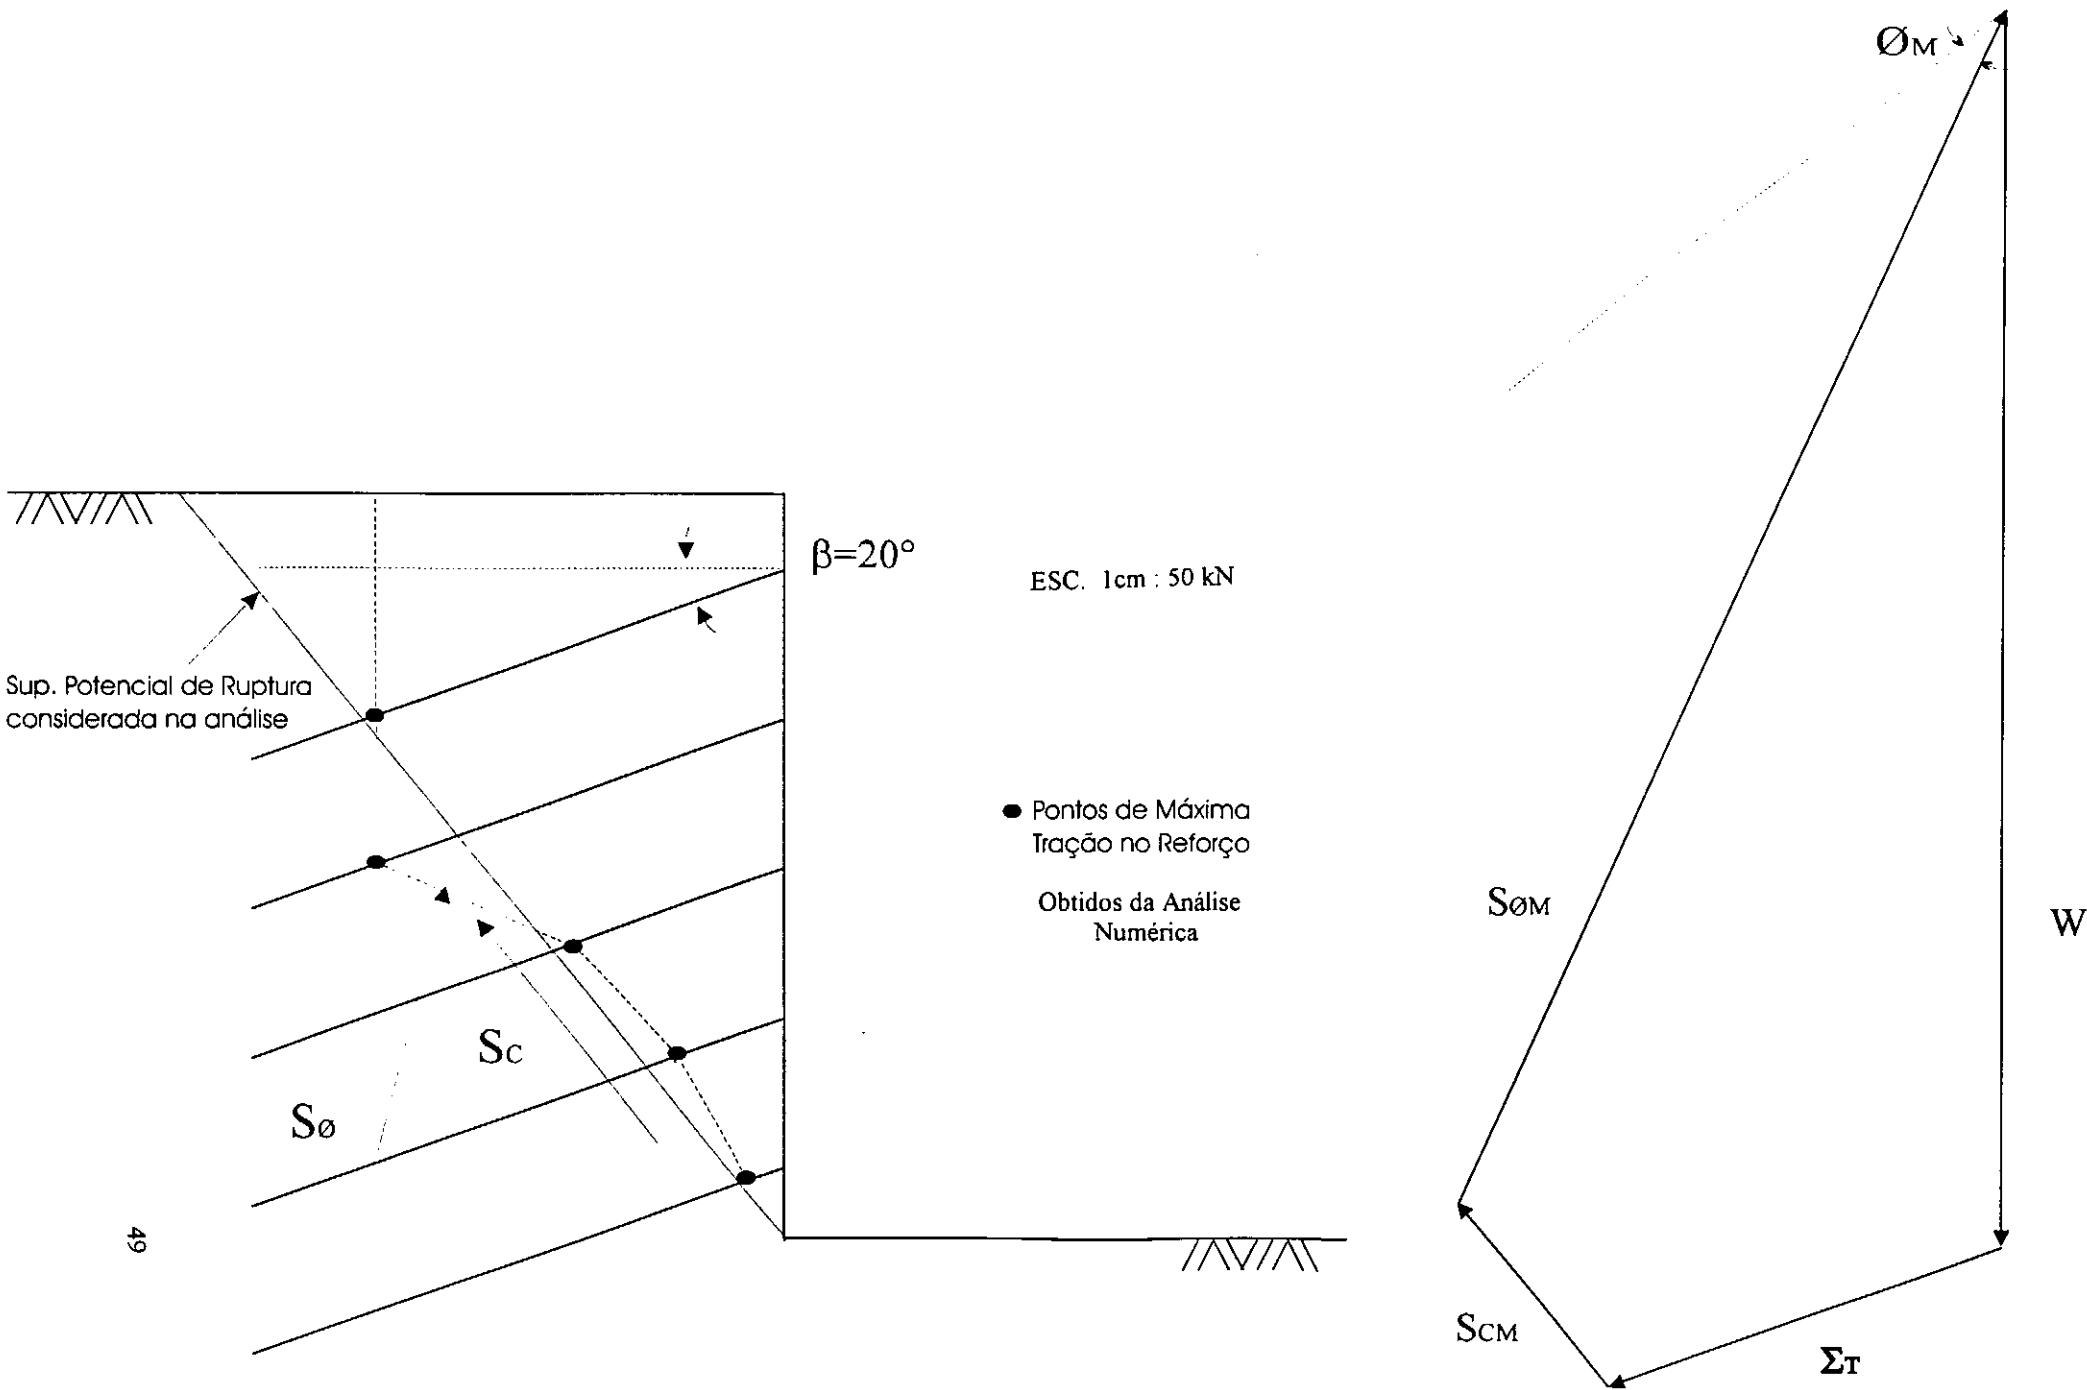 ØM
β=20°
ESC. 1cm : 50 kN
Sup. Potencial de Ruptura
considerada na análise
Pontos de Máxima
Tração no Reforço
Obtidos da Análise
Numérica
SØM
W
SC
SØ
49
SCM
ΣT